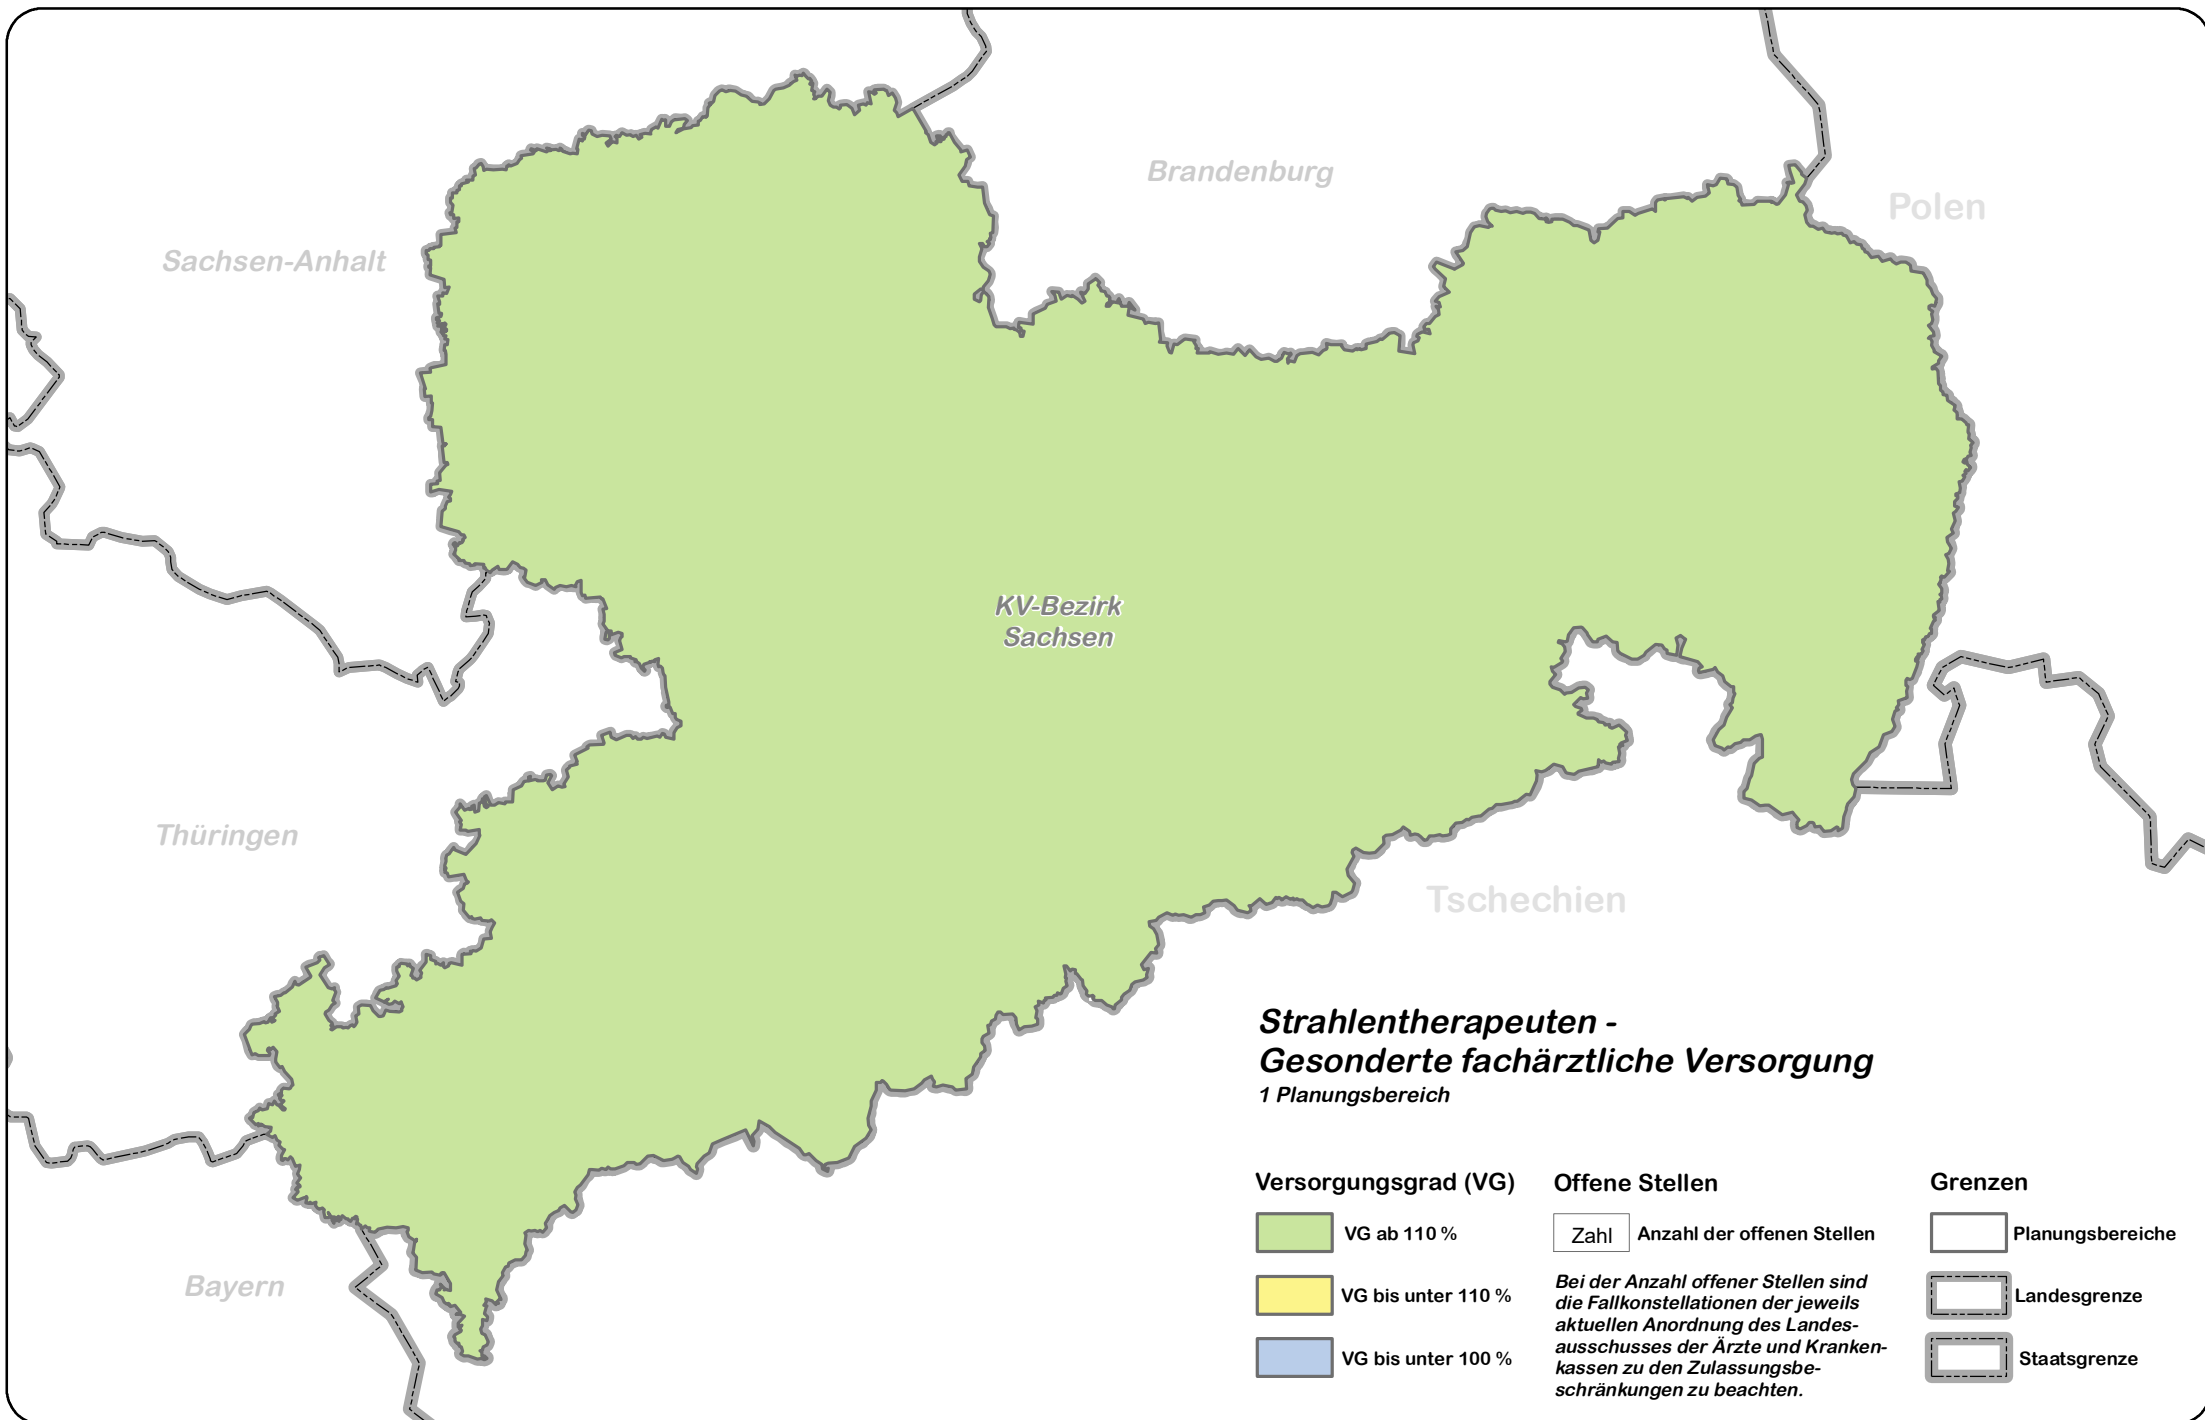 Brandenburg
Polen
Sachsen-Anhalt
KV-Bezirk
Sachsen
Thüringen
Tschechien
Bayern
Strahlentherapeuten -
Gesonderte fachärztliche Versorgung
1 Planungsbereich
Versorgungsgrad (VG)
VG ab 110 %
VG bis unter 110 %
VG bis unter 100 %
Offene Stellen
Zahl Anzahl der offenen Stellen
Bei der Anzahl offener Stellen sind
die Fallkonstellationen der jeweils
aktuellen Anordnung des Landes-
ausschusses der Ärzte und Kranken-
kassen zu den Zulassungsbe-
schränkungen zu beachten.
Grenzen
Planungsbereiche
Landesgrenze
Staatsgrenze